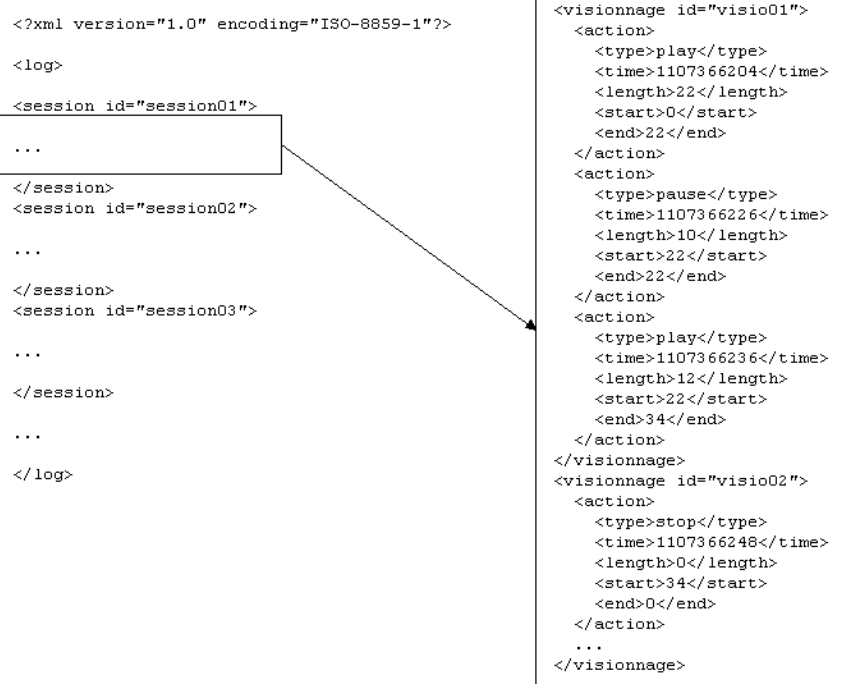 <?xml version="1.0" encoding="ISO-8859-1"?>
<log>
<session id="session01">
...
</session>
<session id="session02">
...
</session>
<session id="session03">
...
</session>
...
</log>
<visionnage id="visio01">
<action>
<type>play</type>
<time>1107366204</time>
<length>22</length>
<start>0</start>
<end>22</end>
</action>
<action>
<type>pause</type>
<time>1107366226</time>
<length>10</length>
<start>22</start>
<end>22</end>
</action>
<action>
<type>play</type>
<time>1107366236</time>
<length>12</length>
<start>22</start>
<end>34</end>
</action>
</visionnage>
<visionnage id="visio02">
<action>
<type>stop</type>
<time>1107366248</time>
<length>0</length>
<start>34</start>
<end>0</end>
</action>
...
</visionnage>